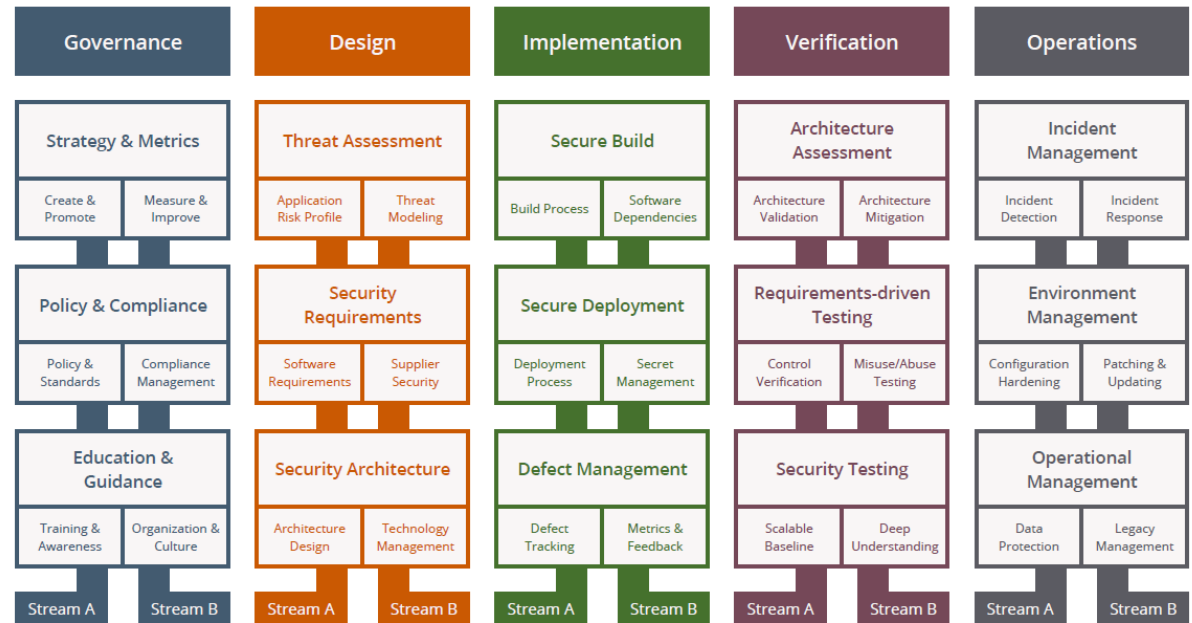 Governance
Design
Implementation
Verification
Operations
Strategy & Metrics
Create &
Promote
Measure &
Improve
Policy & Compliance
Policy &
Standards
Compliance
Management
Education &
Guidance
Training &
Awareness
Organization &
Culture
Stream A
Stream B
Threat Assessment
Application
Risk Profile
Threat
Modeling
Security
Requirements
Software
Requirements
Supplier
Security
Security Architecture
Architecture
Design
Technology
Management
Stream A
Stream B
Secure Build
Build Process
Software
Dependencies
Secure Deployment
Deployment
Process
Secret
Management
Defect Management
Defect
Tracking
Metrics &
Feedback
Stream A
Stream B
Architecture
Assessment
Architecture
Validation
Architecture
Mitigation
Requirements-driven
Testing
Control
Verification
Misuse/Abuse
Testing
Security Testing
Scalable
Baseline
Deep
Understanding
Stream A
Stream B
Incident
Management
Incident
Detection
Incident
Response
Environment
Management
Configuration
Hardening
Patching &
Updating
Operational
Management
Data
Protection
Legacy
Management
Stream A
Stream B